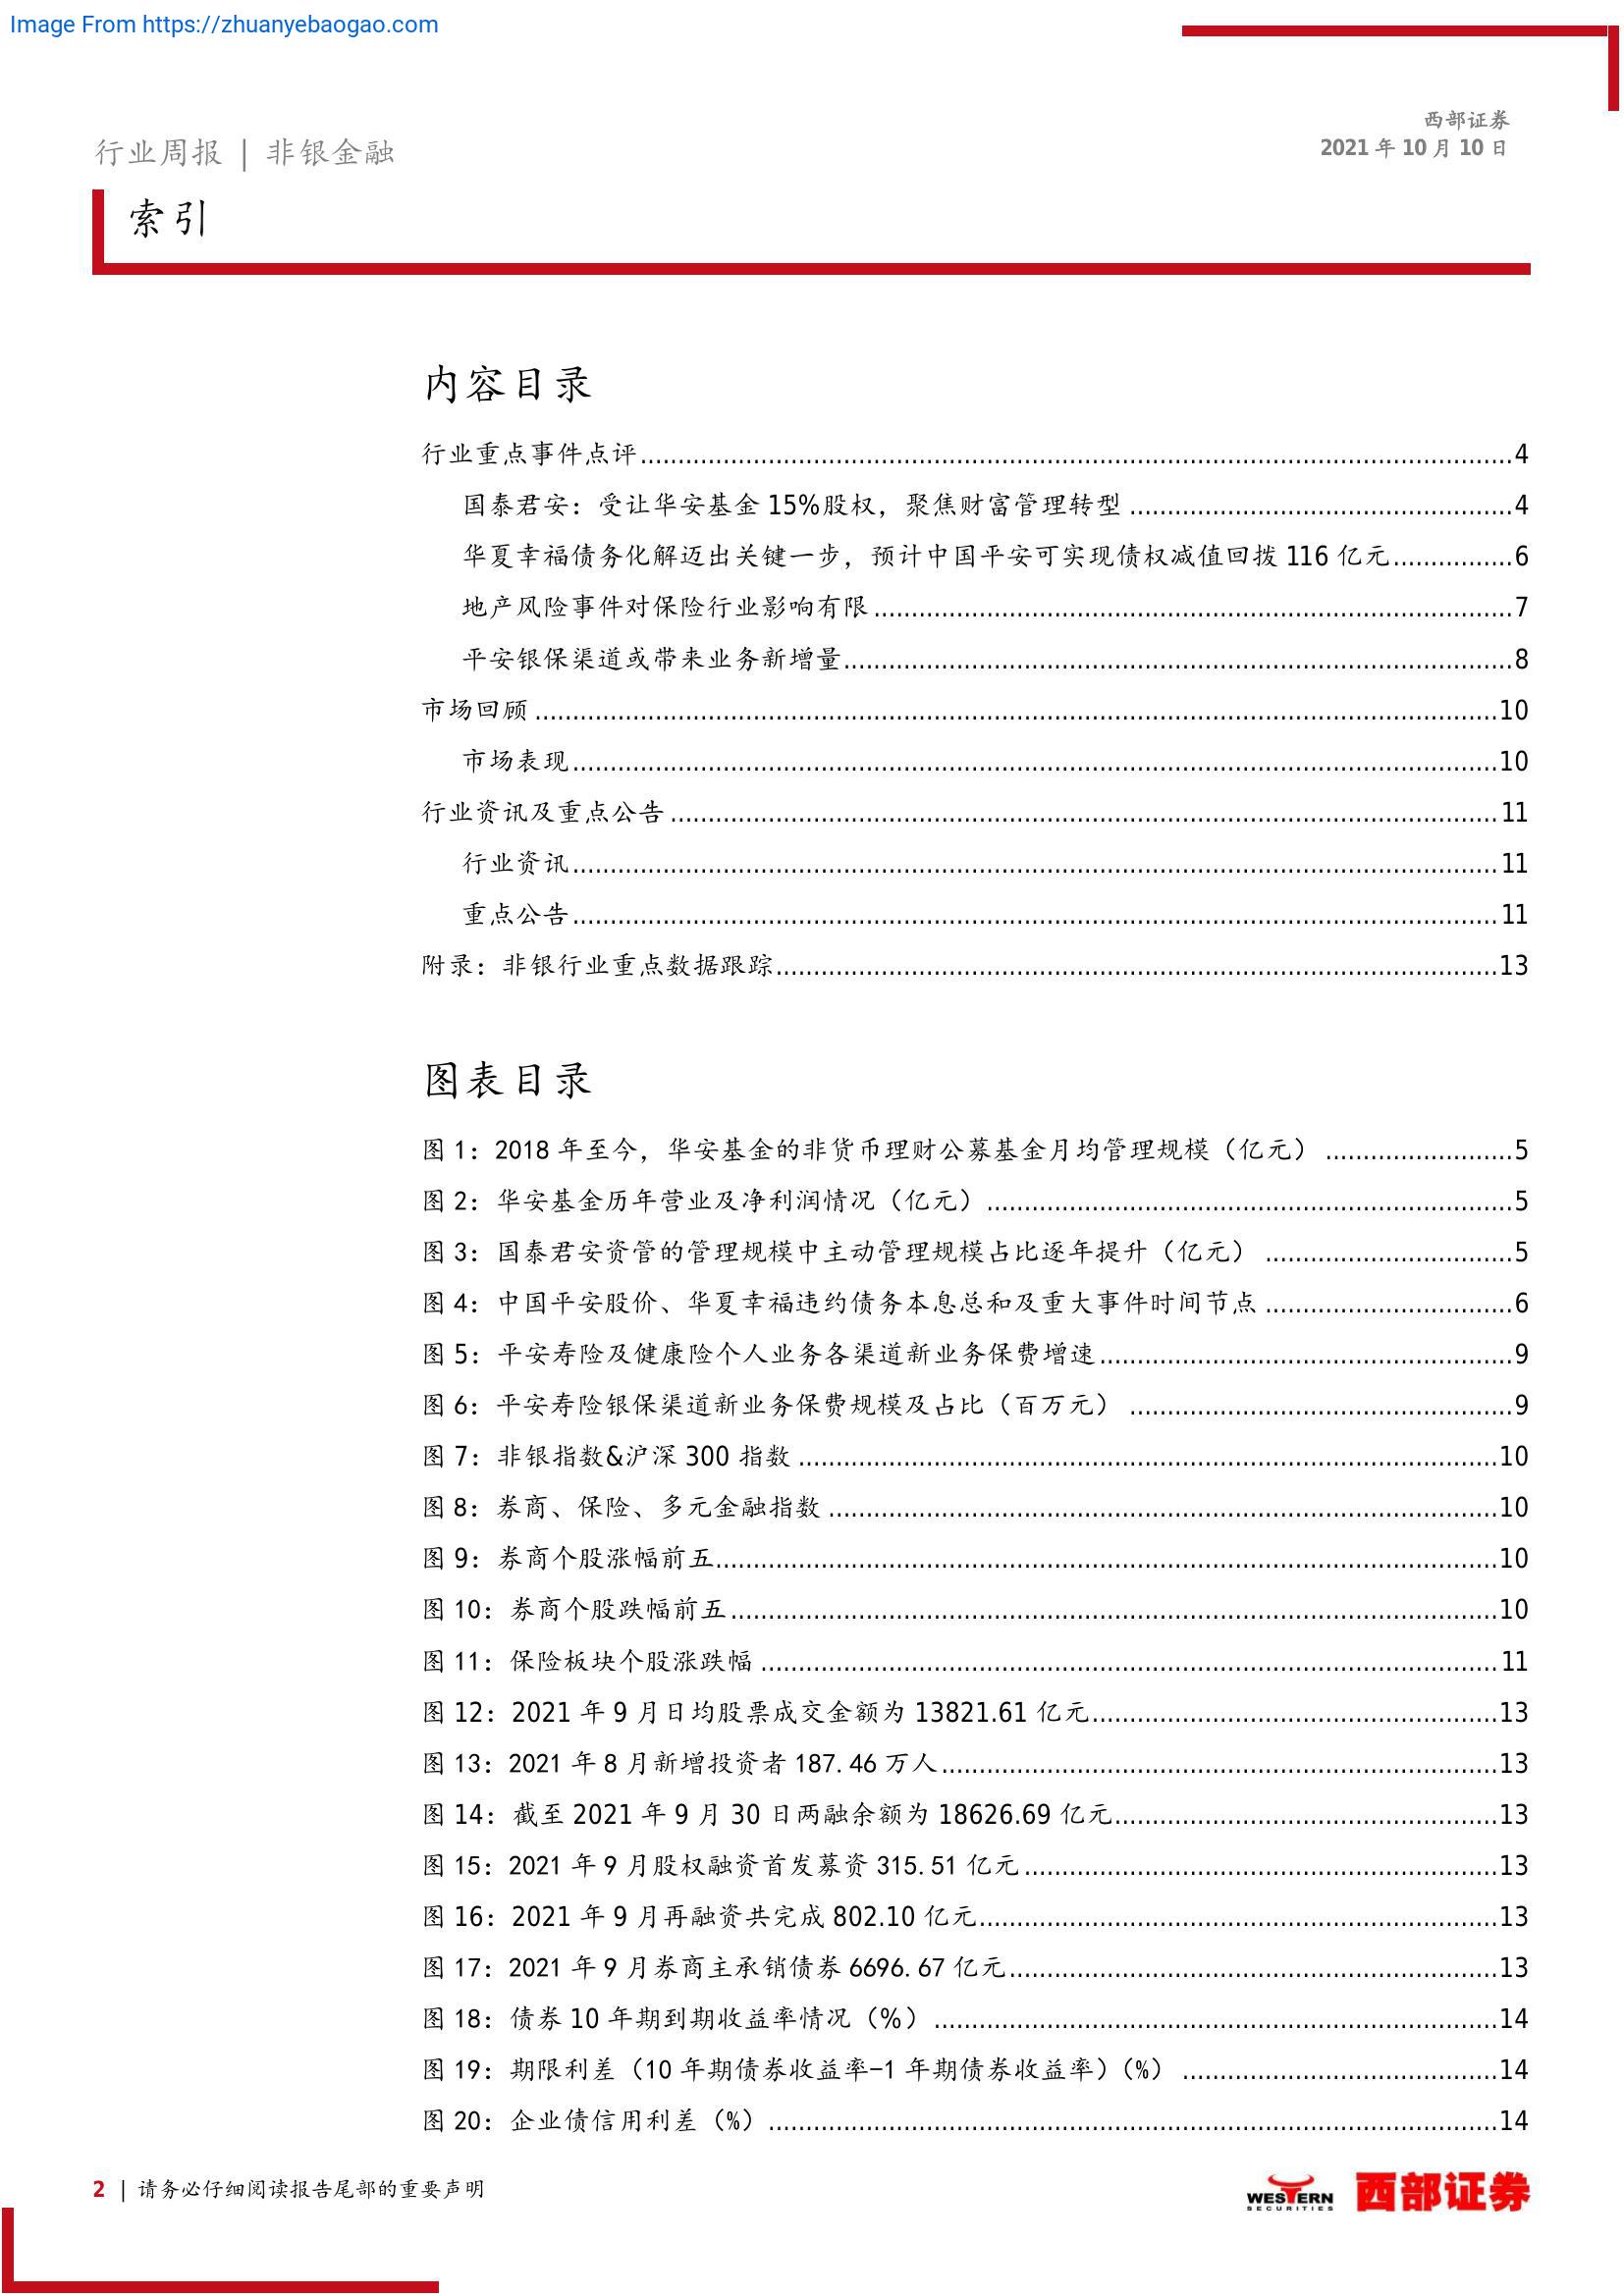 Image From https://zhuanyebaogao.com
西部证券
行业周报 | 非银金融
2021 年 10 月 10 日
索引
内容目录
行业重点事件点评....................4
国泰君安：受让华安基金 15%股权，聚焦财富管理转型....................4
华夏幸福债务化解迈出关键一步，预计中国平安可实现债权减值回拨 116 亿元....................6
地产风险事件对保险行业影响有限....................7
平安银保渠道或带来业务新增量....................8
市场回顾....................10
市场表现....................10
行业资讯及重点公告....................11
行业资讯....................11
重点公告....................11
附录：非银行业重点数据跟踪....................13
图表目录
图 1：2018 年至今，华安基金的非货币理财公募基金月均管理规模（亿元）....................5
图 2：华安基金历年营业及净利润情况（亿元）....................5
图 3：国泰君安资管的管理规模中主动管理规模占比逐年提升（亿元）....................5
图 4：中国平安股价、华夏幸福违约债务本息总和及重大事件时间节点....................6
图 5：平安寿险及健康险个人业务各渠道新业务保费增速....................9
图 6：平安寿险银保渠道新业务保费规模及占比（百万元）....................9
图 7：非银指数&沪深 300 指数....................10
图 8：券商、保险、多元金融指数....................10
图 9：券商个股涨幅前五....................10
图 10：券商个股跌幅前五....................10
图 11：保险板块个股涨跌幅....................11
图 12：2021 年 9 月日均股票成交金额为 13821.61 亿元....................13
图 13：2021 年 8 月新增投资者 187.46 万人....................13
图 14：截至 2021 年 9 月 30 日两融余额为 18626.69 亿元....................13
图 15：2021 年 9 月股权融资首发募资 315.51 亿元....................13
图 16：2021 年 9 月再融资共完成 802.10 亿元....................13
图 17：2021 年 9 月券商主承销债券 6696.67 亿元....................13
图 18：债券 10 年期到期收益率情况（%）....................14
图 19：期限利差（10 年期债券收益率-1 年期债券收益率）（%）....................14
图 20：企业债信用利差（%）....................14
2 | 请务必仔细阅读报告尾部的重要声明
WESTERN
SECURITIES
西部证券